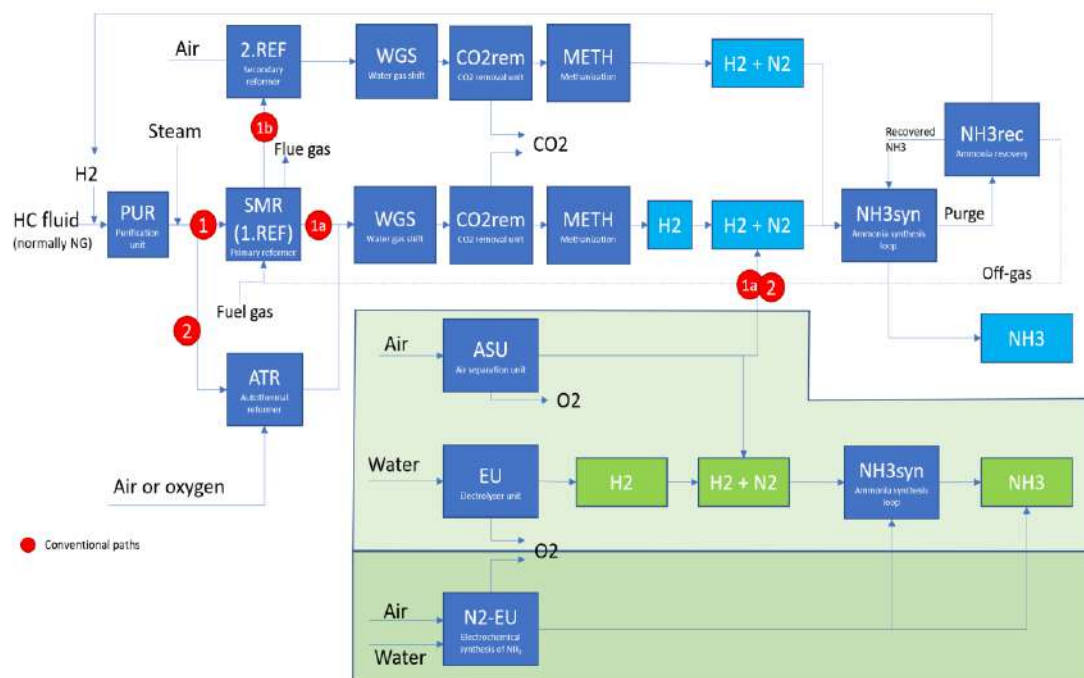 Air
2.REF
Secondary reformer
WGS
Water gas shift
CO2rem
CO2 removal unit
METH
Methanization
H2 + N2
1b
Steam
Flue gas
CO2
Recovered
NH3
NH3rec
Ammonia recovery
H2
HC fluid
(normally NG)
PUR
Purification
unit
1
SMR
(1.REF)
Primary reformer
1a
WGS
Water gas shift
CO2rem
CO2 removal unit
METH
Methanization
H2
H2 + N2
NH3syn
Ammonia synthesis
loop
Purge
Fuel gas
1a
2
Off-gas
2
NH3
Air
ASU
Air separation unit
O2
ATR
Autothermal
reformer
Water
EU
Electrolyser unit
H2
H2 + N2
NH3syn
Ammonia synthesis
loop
NH3
Air or oxygen
O2
Conventional paths
Air
Water
N2-EU
Electrochemical
synthesis of NH3